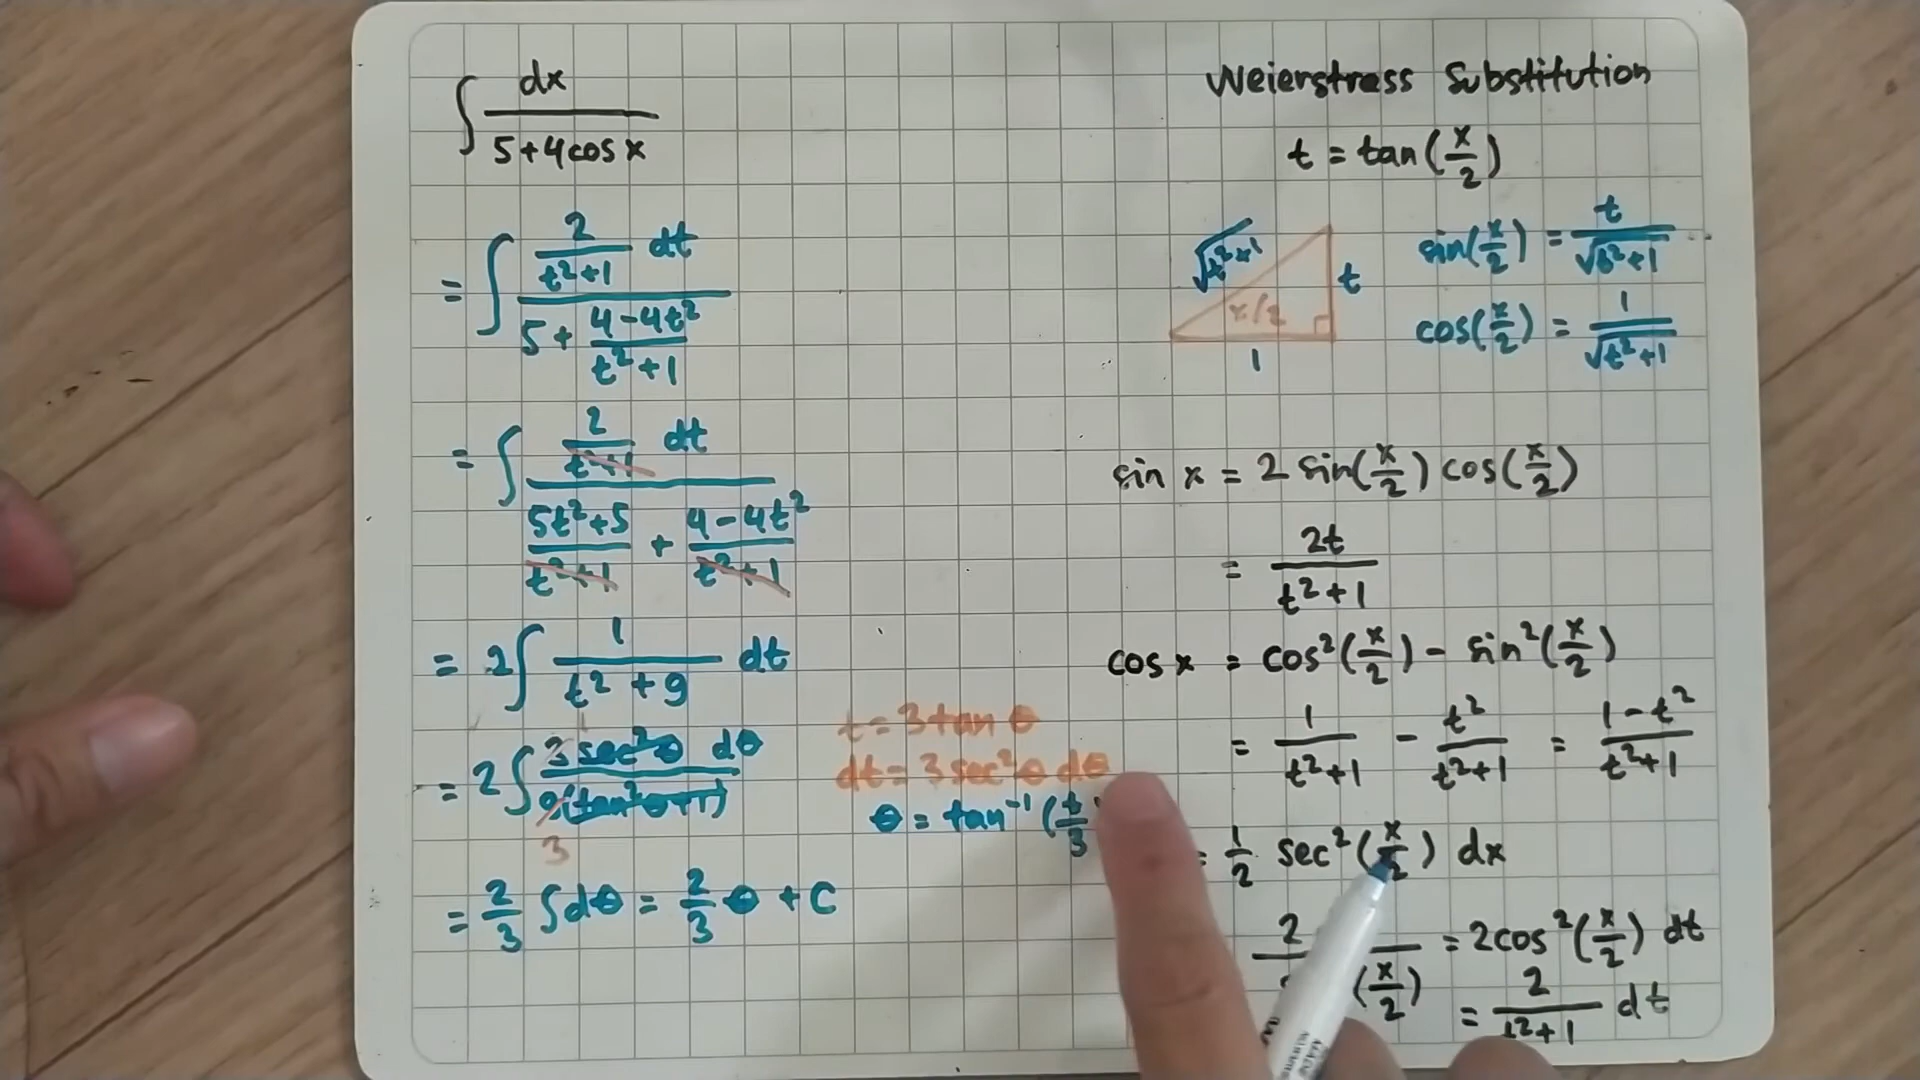 ∫ dx / (5+4cos x)
= ∫ (2/(t²+1) dt) / (5 + (4-4t²)/(t²+1))
= ∫ (2/(t²+1) dt) / ((5t²+5)/(t²+1) + (4-4t²)/(t²+1))
= 2∫ 1/(t²+9) dt
= 2∫ 3sec²θ dθ / 9(tan²θ+1)
3
t = 3tan θ
dt = 3sec²θ dθ
θ = tan⁻¹(t/3
= 2/3 ∫dθ = 2/3 θ + C
Weierstrass Substitution
t = tan(x/2)
√t²+1
t
x/2
1
sin(x/2) = t/√t²+1
cos(x/2) = 1/√t²+1
sin x = 2 sin(x/2) cos(x/2)
= 2t/(t²+1)
cos x = cos²(x/2) - sin²(x/2)
= 1/(t²+1) - t²/(t²+1) = (1-t²)/(t²+1)
= 1/2 sec²(x/2) dx
2 (x/2) = 2cos²(x/2) dt
= 2/(t²+1) dt